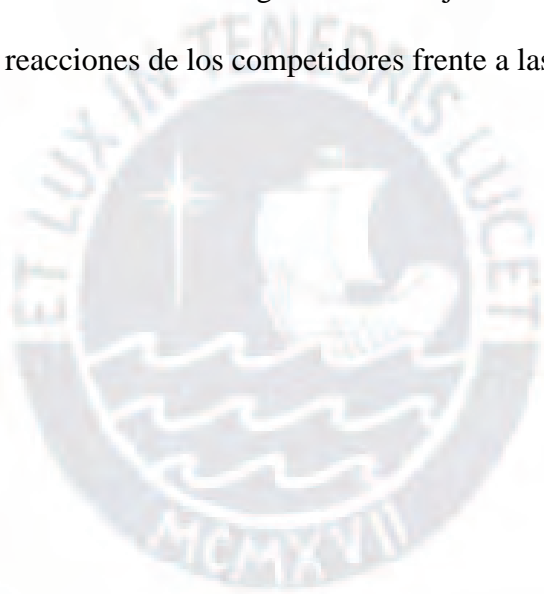 reacciones de los competidores frente a las
ET LUX IN TENEBRIS LUCET
MCMXVII